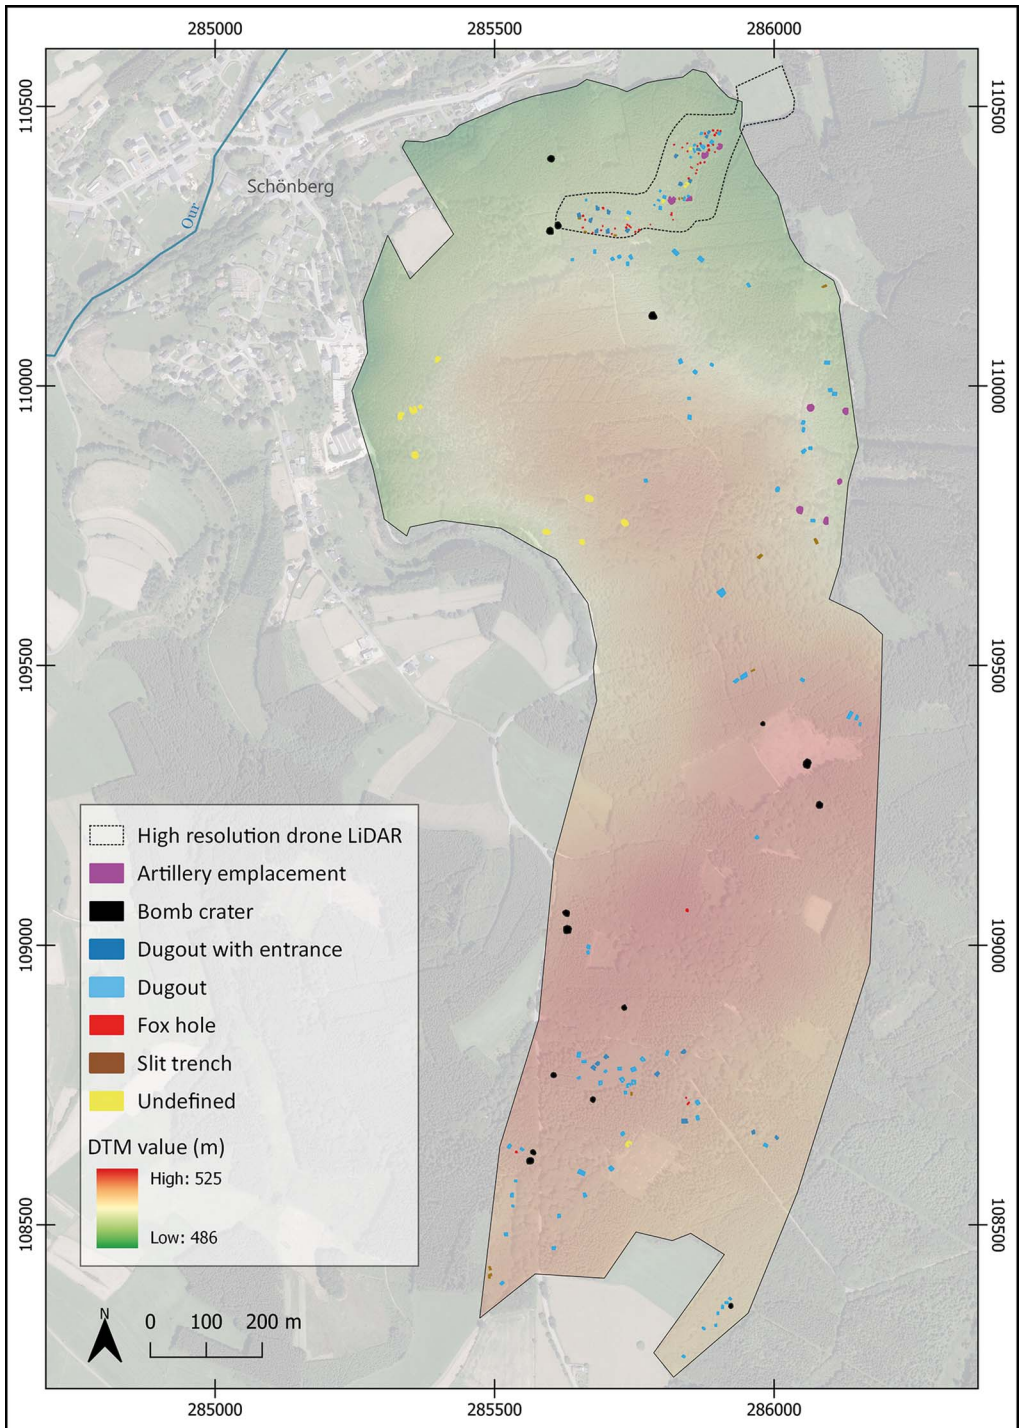 285000 285500 286000
110500 110500
Schönberg
Our
110000 110000
109500 109500
High resolution drone LiDAR
Artillery emplacement
Bomb crater
Dugout with entrance
Dugout
Fox hole
Slit trench
Undefined
DTM value (m)
High: 525
Low: 486
109000 109000
108500 108500
N
0 100 200 m
285000 285500 286000